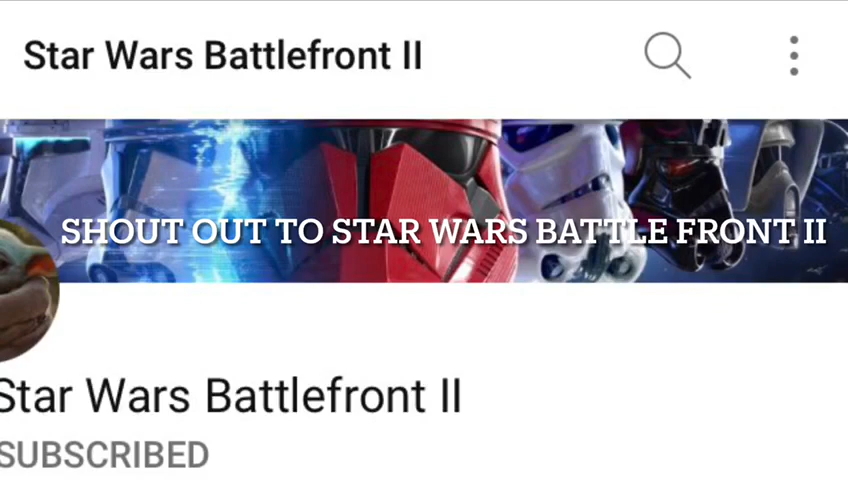 Star Wars Battlefront II
SHOUT OUT TO STAR WARS BATTLE FRONT II
Star Wars Battlefront II
SUBSCRIBED